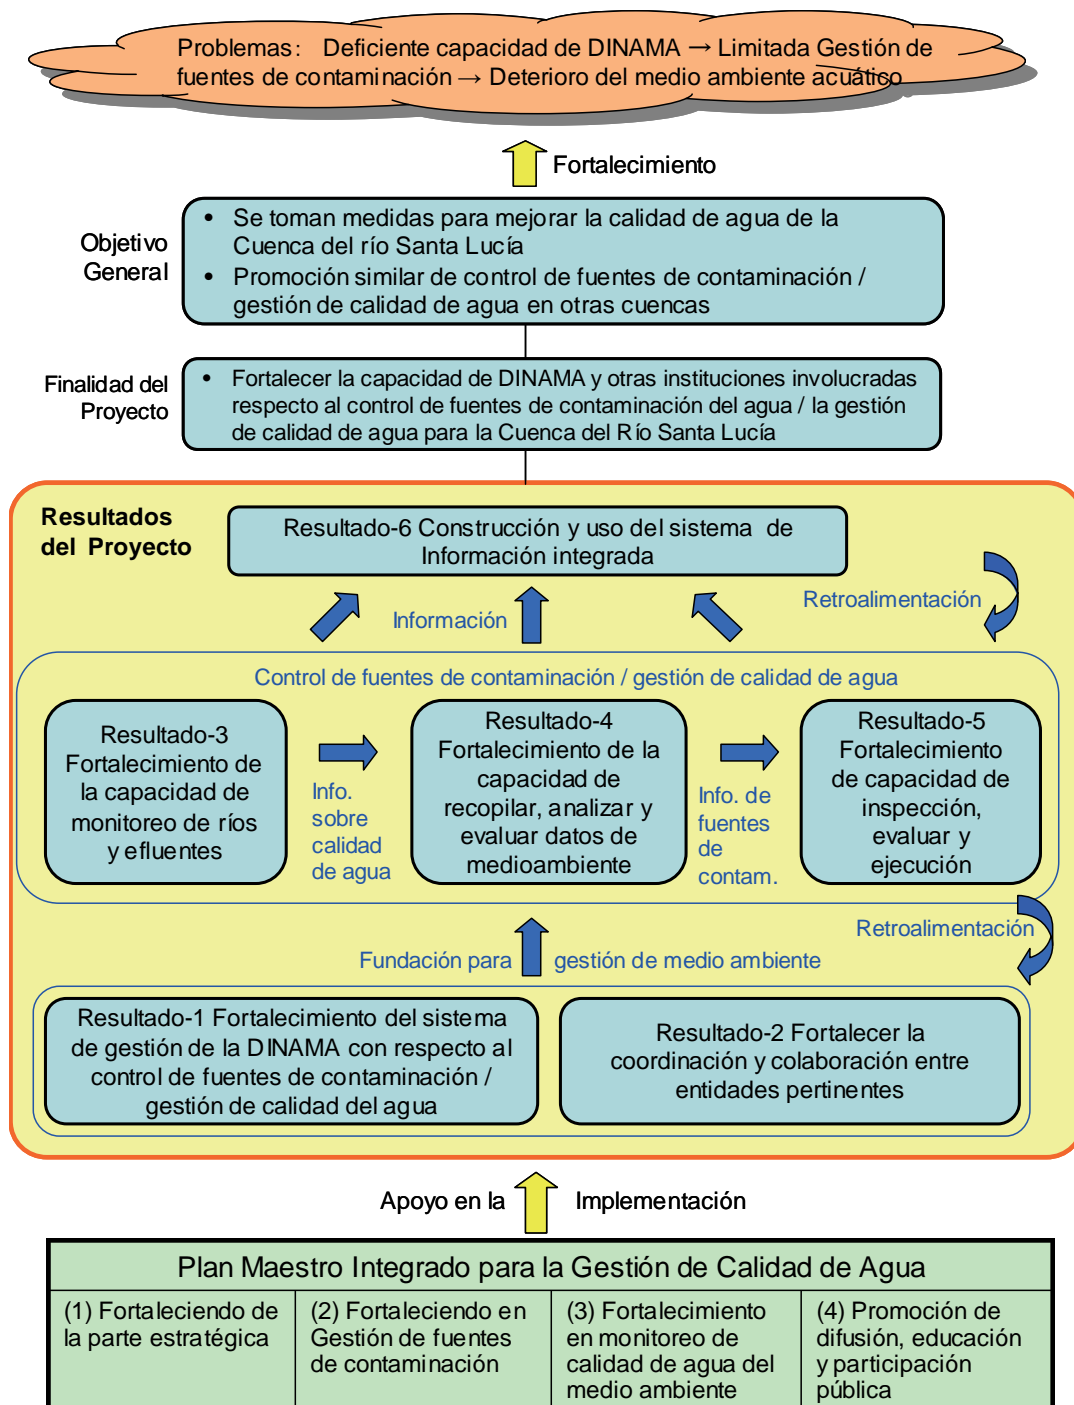 Problemas: Deficiente capacidad de DINAMA → Limitada Gestión de
fuentes de contaminación → Deterioro del medio ambiente acuático
Fortalecimiento
Objetivo
General
• Se toman medidas para mejorar la calidad de agua de la
Cuenca del río Santa Lucía
• Promoción similar de control de fuentes de contaminación /
gestión de calidad de agua en otras cuencas
Finalidad del
Proyecto
• Fortalecer la capacidad de DINAMA y otras instituciones involucradas
respecto al control de fuentes de contaminación del agua / la gestión
de calidad de agua para la Cuenca del Río Santa Lucía
Resultados
del Proyecto
Resultado-6 Construcción y uso del sistema de
Información integrada
Información
Retroalimentación
Control de fuentes de contaminación / gestión de calidad de agua
Resultado-3
Fortalecimiento de
la capacidad de
monitoreo de ríos
y efluentes
Info.
sobre
calidad
de agua
Resultado-4
Fortalecimiento de la
capacidad de
recopilar, analizar y
evaluar datos de
medioambiente
Info. de
fuentes
de
contam.
Resultado-5
Fortalecimiento
de capacidad de
inspección,
evaluar y
ejecución
Retroalimentación
Fundación para gestión de medio ambiente
Resultado-1 Fortalecimiento del sistema
de gestión de la DINAMA con respecto al
control de fuentes de contaminación /
gestión de calidad del agua
Resultado-2 Fortalecer la
coordinación y colaboración entre
entidades pertinentes
Apoyo en la Implementación
Plan Maestro Integrado para la Gestión de Calidad de Agua
(1) Fortaleciendo de
la parte estratégica
(2) Fortaleciendo en
Gestión de fuentes
de contaminación
(3) Fortalecimiento
en monitoreo de
calidad de agua del
medio ambiente
(4) Promoción de
difusión, educación
y participación
pública